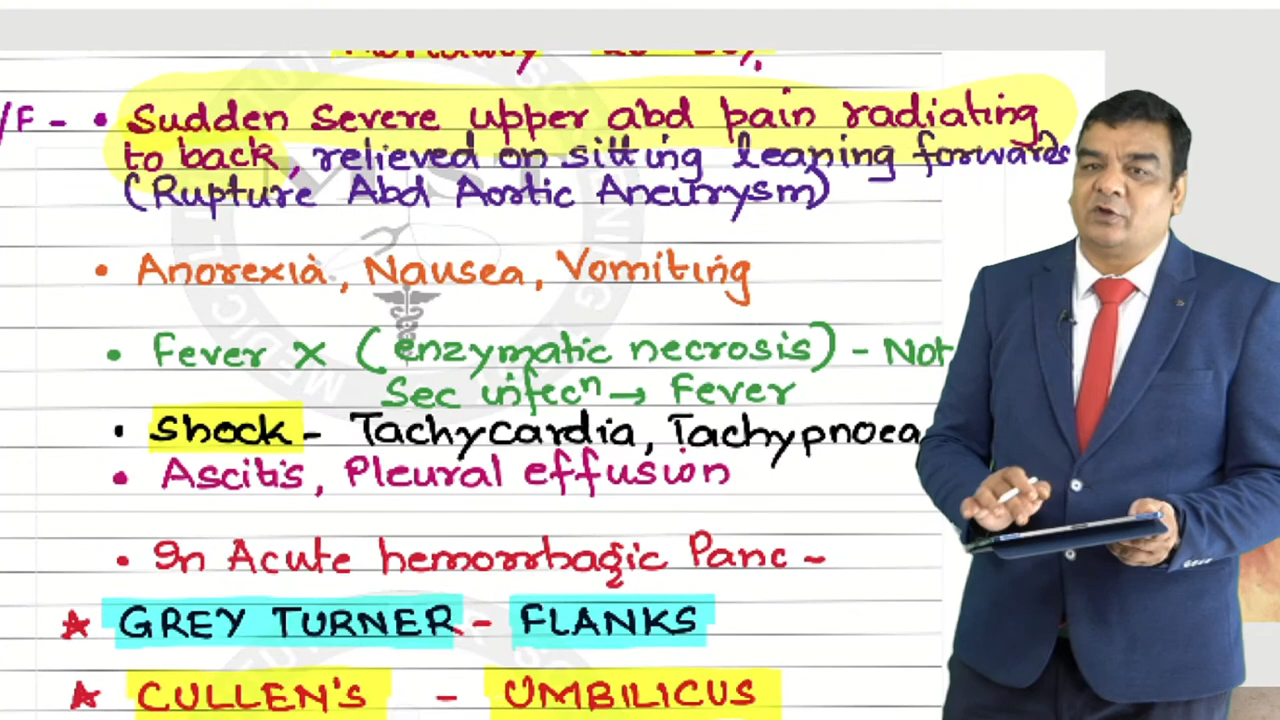 /F - • Sudden Severe upper abd pain radiating
to back, relieved on sitting leaning forwards
(Rupture Abd Aortic Aneurysm)
• Anorexia, Nausea, Vomiting
• Fever x (enzymatic necrosis) - Not
Sec infecⁿ → Fever
• Shock - Tachycardia, Tachypnoea
• Ascitis, Pleural effusion
• In Acute hemorrhagic Panc -
★ GREY TURNER - FLANKS
★ CULLEN'S - UMBILICUS